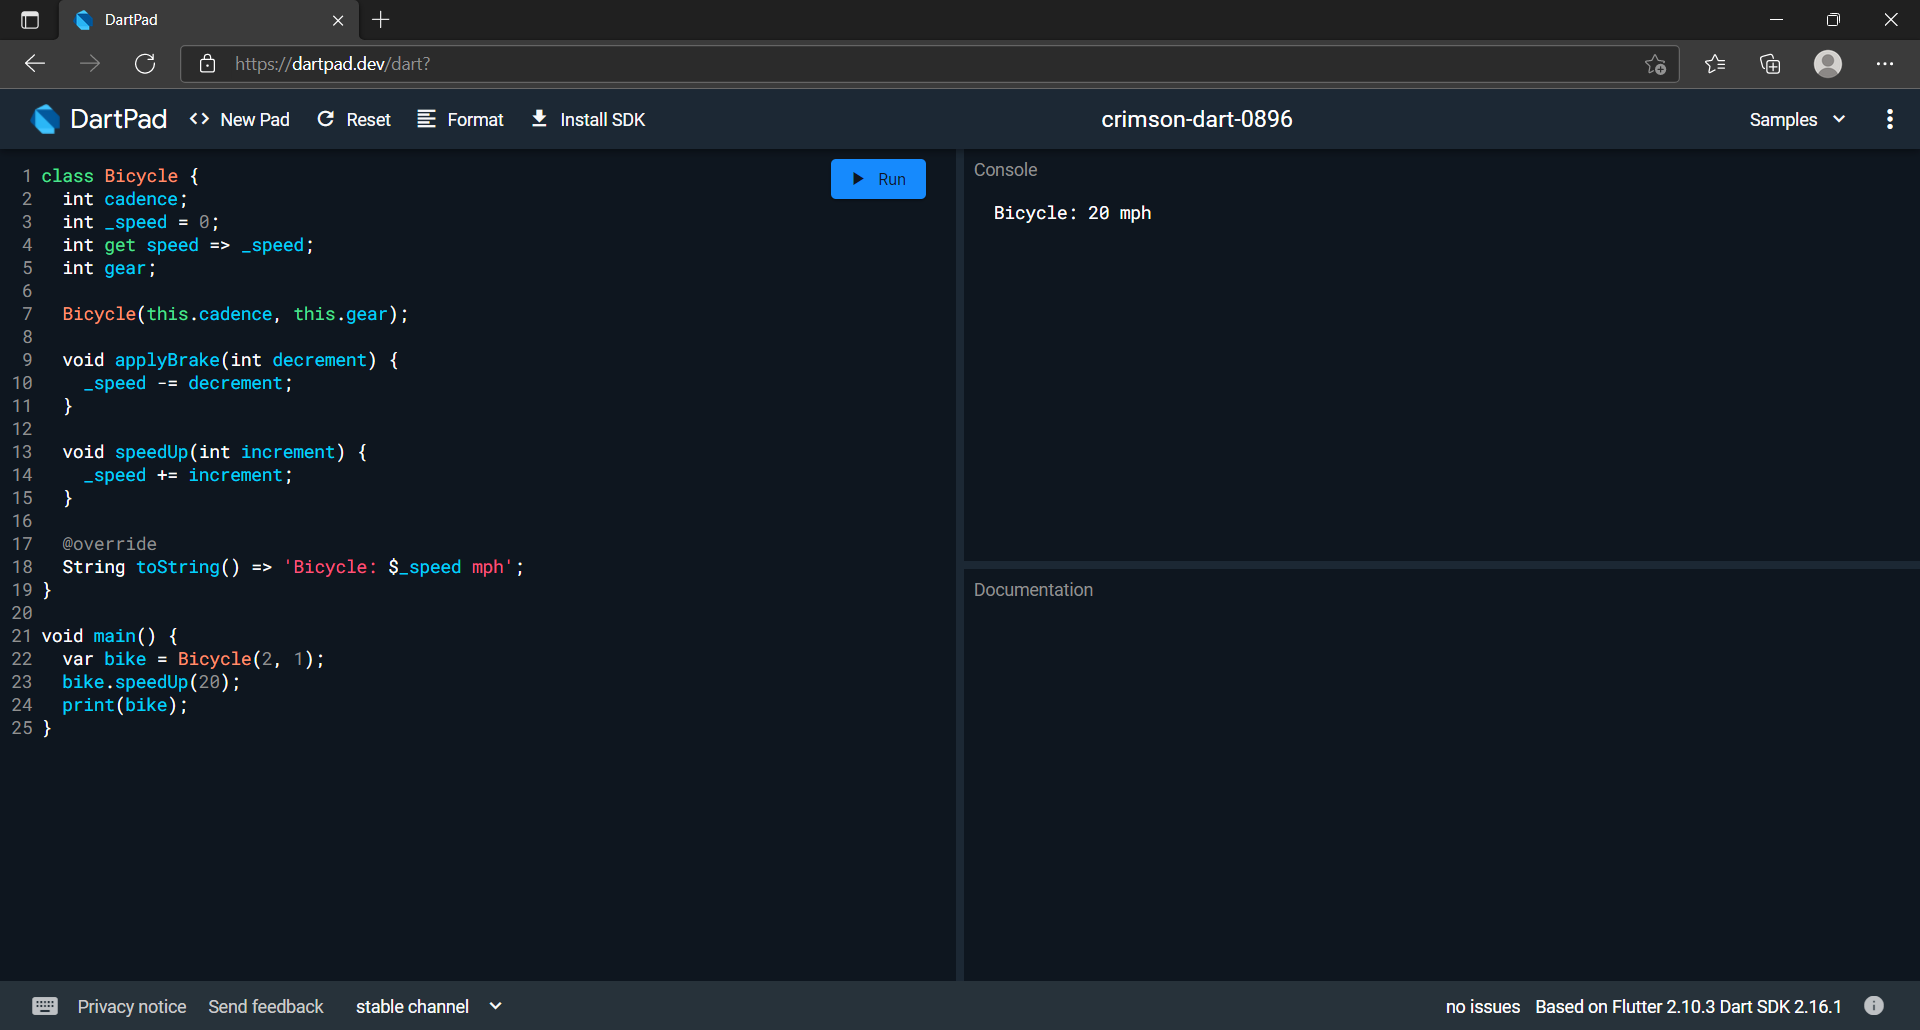 DartPad
https://dartpad.dev/dart?
DartPad <> New Pad Reset Format Install SDK crimson-dart-0896 Samples
Run
1 class Bicycle {
2   int cadence;
3   int _speed = 0;
4   int get speed => _speed;
5   int gear;
6
7   Bicycle(this.cadence, this.gear);
8
9   void applyBrake(int decrement) {
10     _speed -= decrement;
11   }
12
13   void speedUp(int increment) {
14     _speed += increment;
15   }
16
17   @override
18   String toString() => 'Bicycle: $_speed mph';
19 }
20
21 void main() {
22   var bike = Bicycle(2, 1);
23   bike.speedUp(20);
24   print(bike);
25 }
Console
Bicycle: 20 mph
Documentation
Privacy notice Send feedback stable channel no issues Based on Flutter 2.10.3 Dart SDK 2.16.1